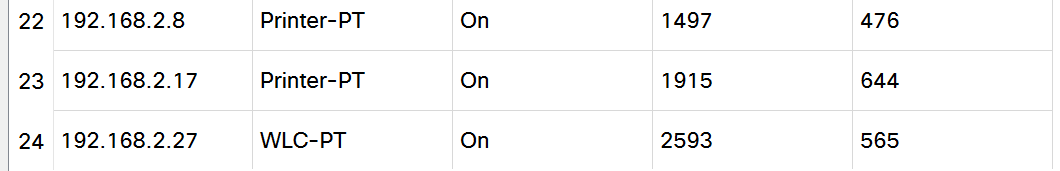 22 192.168.2.8 Printer-PT On 1497 476
23 192.168.2.17 Printer-PT On 1915 644
24 192.168.2.27 WLC-PT On 2593 565